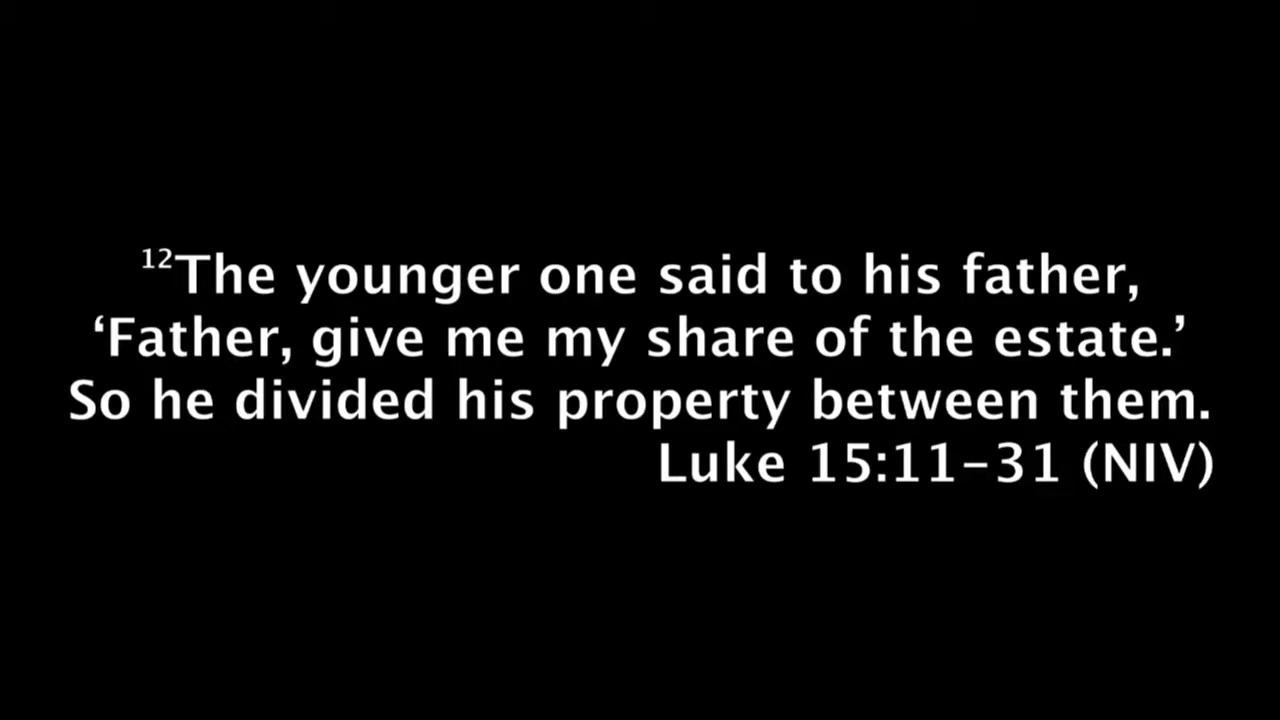 ¹²The younger one said to his father,
‘Father, give me my share of the estate.’
So he divided his property between them.
Luke 15:11–31 (NIV)